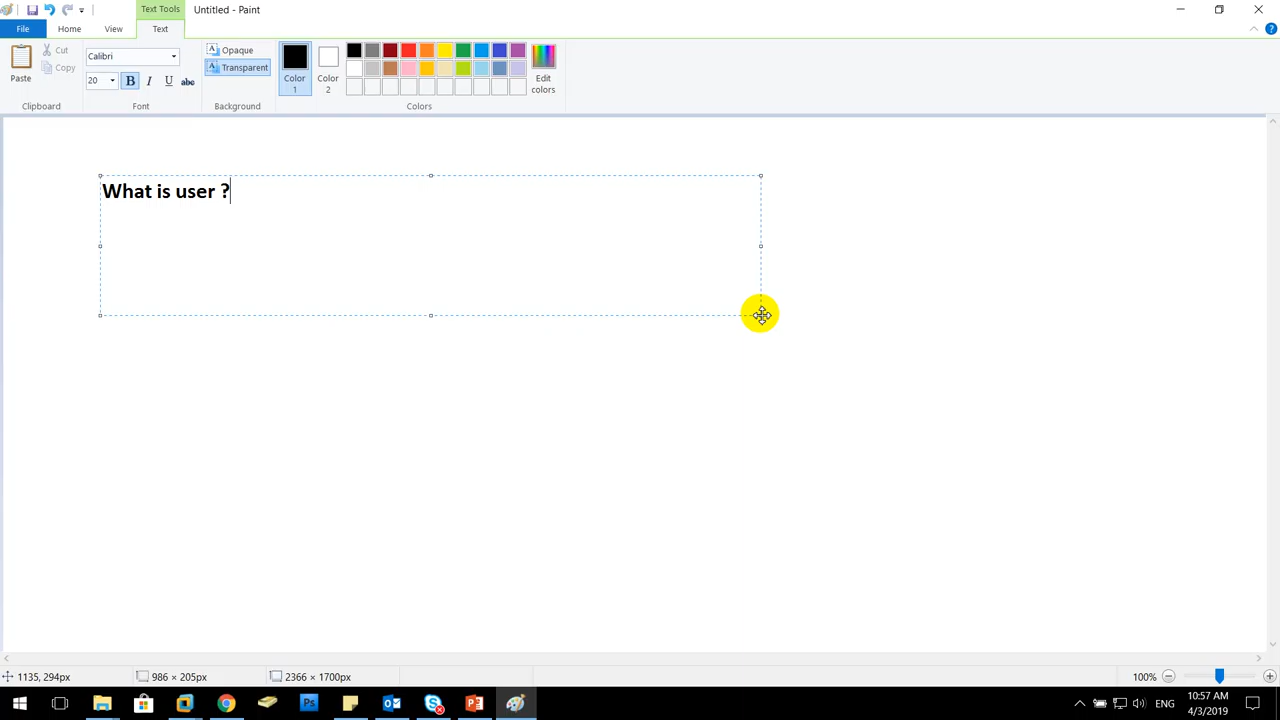 Text Tools
Untitled - Paint
File
Home
View
Text
Paste
Cut
Copy
Clipboard
Calibri
20
B
I
U
abc
Font
Opaque
Transparent
Background
Color
1
Color
2
Colors
Edit
colors
What is user ?
1135, 294px
986 × 205px
2366 × 1700px
100%
Ps
ENG
10:57 AM
4/3/2019